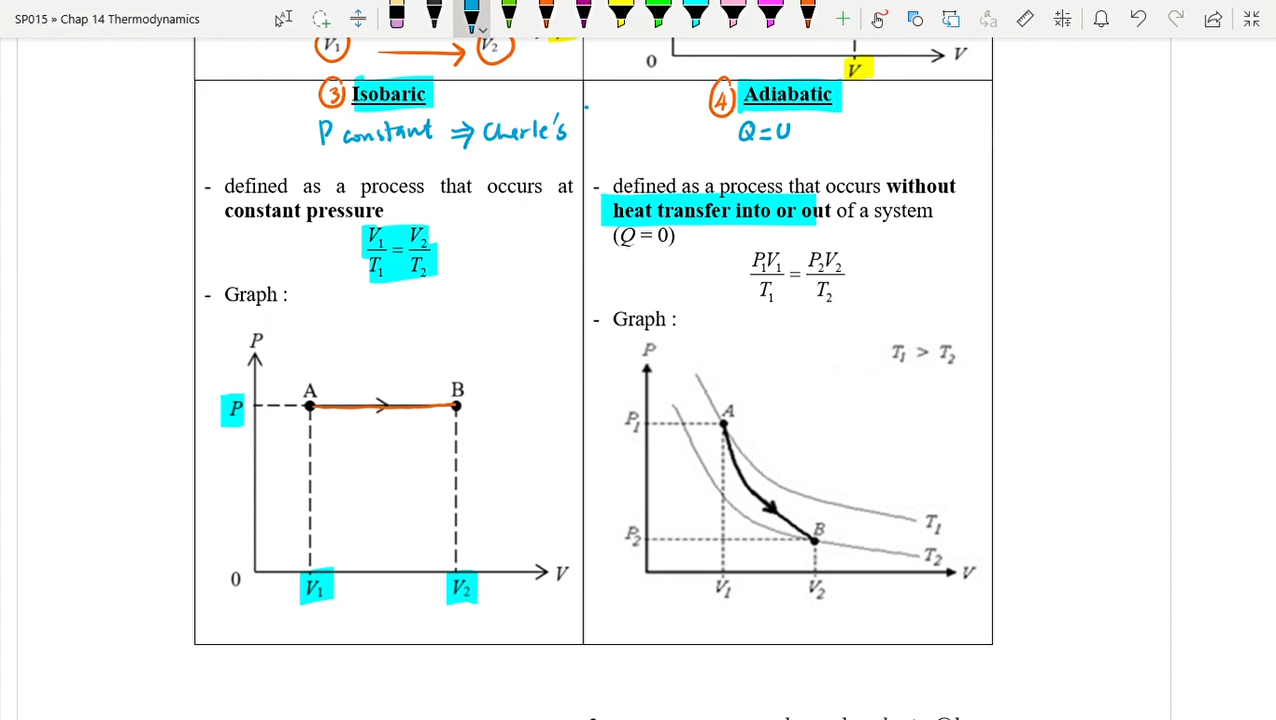 SP015 » Chap 14 Thermodynamics
V₁ V₂
0 V
V
③ Isobaric
P constant ⇒ Cherle's
- defined as a process that occurs at
constant pressure
V₁/T₁ = V₂/T₂
- Graph :
P
A B
P
0 V₁ V₂ V
④ Adiabatic
Q=U
- defined as a process that occurs without
heat transfer into or out of a system
(Q = 0)
P₁V₁/T₁ = P₂V₂/T₂
- Graph :
P T₁ > T₂
P₁ A
P₂ B T₁
T₂
V₁ V₂ V